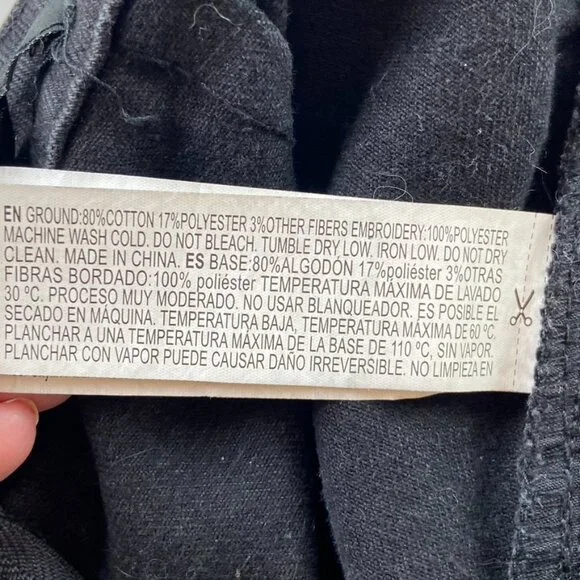 EN GROUND:80%COTTON 17%POLYESTER 3%OTHER FIBERS EMBROIDERY:100%POLYESTER
MACHINE WASH COLD. DO NOT BLEACH. TUMBLE DRY LOW. IRON LOW. DO NOT DRY
CLEAN. MADE IN CHINA. ES BASE:80%ALGODON 17%poliéster 3%OTRAS
FIBRAS BORDADO:100% poliéster TEMPERATURA MÁXIMA DE LAVADO
30 ºC. PROCESO MUY MODERADO. NO USAR BLANQUEADOR. ES POSIBLE EL
SECADO EN MÁQUINA. TEMPERATURA BAJA, TEMPERATURA MÁXIMA DE 60 ºC.
PLANCHAR A UNA TEMPERATURA MÁXIMA DE LA BASE DE 110 ºC, SIN VAPOR.
PLANCHAR CON VAPOR PUEDE CAUSAR DAÑO IRREVERSIBLE. NO LIMPIEZA EN